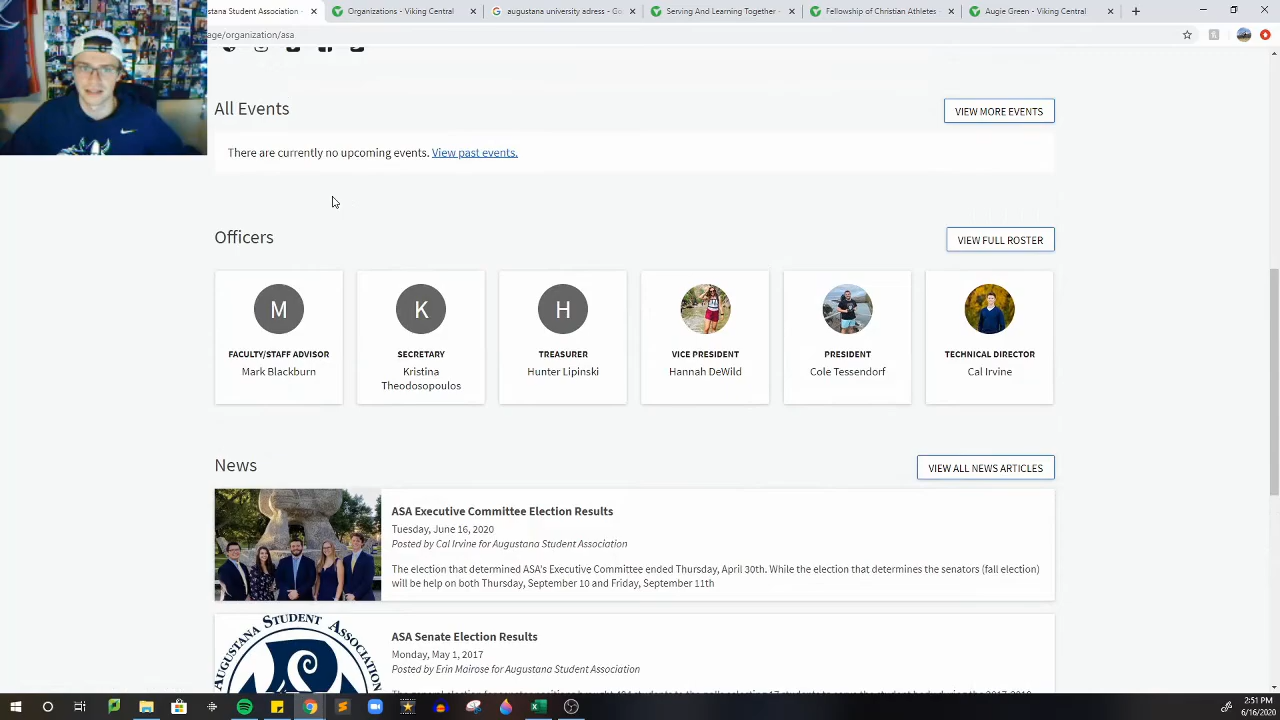 gustana Student Association -
Organizations - Viking Central
augustana university adress - Go
Serving And Learning Together -
Fellowship of Christian Athletes
Augie Green - Viking Central
age/organization/asa
All Events
VIEW MORE EVENTS
There are currently no upcoming events. View past events.
Officers
VIEW FULL ROSTER
M
K
H
FACULTY/STAFF ADVISOR
SECRETARY
TREASURER
VICE PRESIDENT
PRESIDENT
TECHNICAL DIRECTOR
Mark Blackburn
Kristina
Theodosopoulos
Hunter Lipinski
Hannah DeWild
Cole Tessendorf
Cal Irvine
News
VIEW ALL NEWS ARTICLES
ASA Executive Committee Election Results
Tuesday, June 16, 2020
Posted by Cal Irvine for Augustana Student Association
The election that determined ASA's Executive Committee ended Thursday, April 30th. While the election that determines the senators (fall election)
will be help on both Thursday, September 10 and Friday, September 11th
AUGUSTANA STUDENT ASSOCIATION
ASA Senate Election Results
Monday, May 1, 2017
Posted by Erin Mairose for Augustana Student Association
2:51 PM
6/16/2020